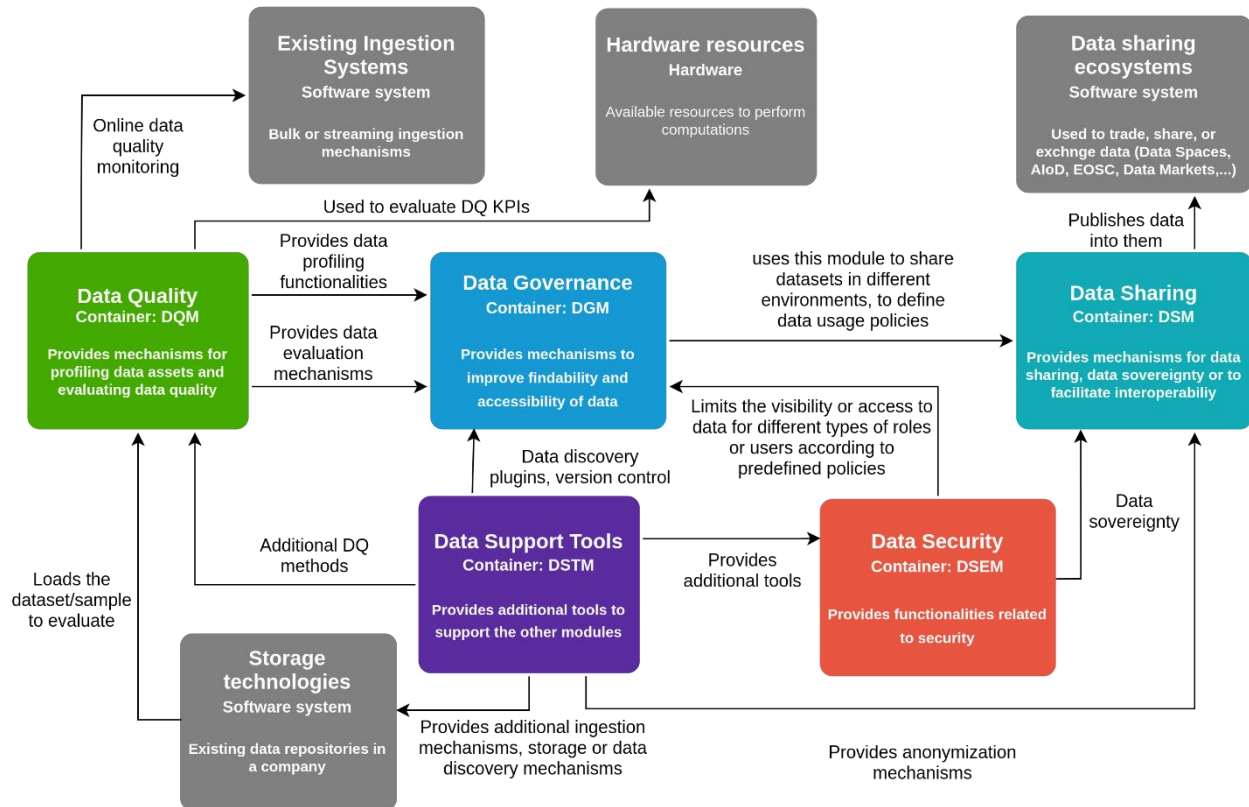 Existing Ingestion
Systems
Software system
Bulk or streaming ingestion
mechanisms
Hardware resources
Hardware
Available resources to perform
computations
Data sharing
ecosystems
Software system
Used to trade, share, or
exchnge data (Data Spaces,
AIoD, EOSC, Data Markets,...)
Online data
quality
monitoring
Used to evaluate DQ KPIs
Publishes data
into them
Provides data
profiling
functionalities
Data Quality
Container: DQM
Provides mechanisms for
profiling data assets and
evaluating data quality
Provides data
evaluation
mechanisms
Data Governance
Container: DGM
Provides mechanisms to
improve findability and
accessibility of data
uses this module to share
datasets in different
environments, to define
data usage policies
Data Sharing
Container: DSM
Provides mechanisms for data
sharing, data sovereignty or to
facilitate interoperabiliy
Limits the visibility or access to
data for different types of roles
or users according to
predefined policies
Data discovery
plugins, version control
Data
sovereignty
Additional DQ
methods
Data Support Tools
Container: DSTM
Provides additional tools to
support the other modules
Provides
additional tools
Data Security
Container: DSEM
Provides functionalities related
to security
Loads the
dataset/sample
to evaluate
Storage
technologies
Software system
Existing data repositories in
a company
Provides additional ingestion
mechanisms, storage or data
discovery mechanisms
Provides anonymization
mechanisms